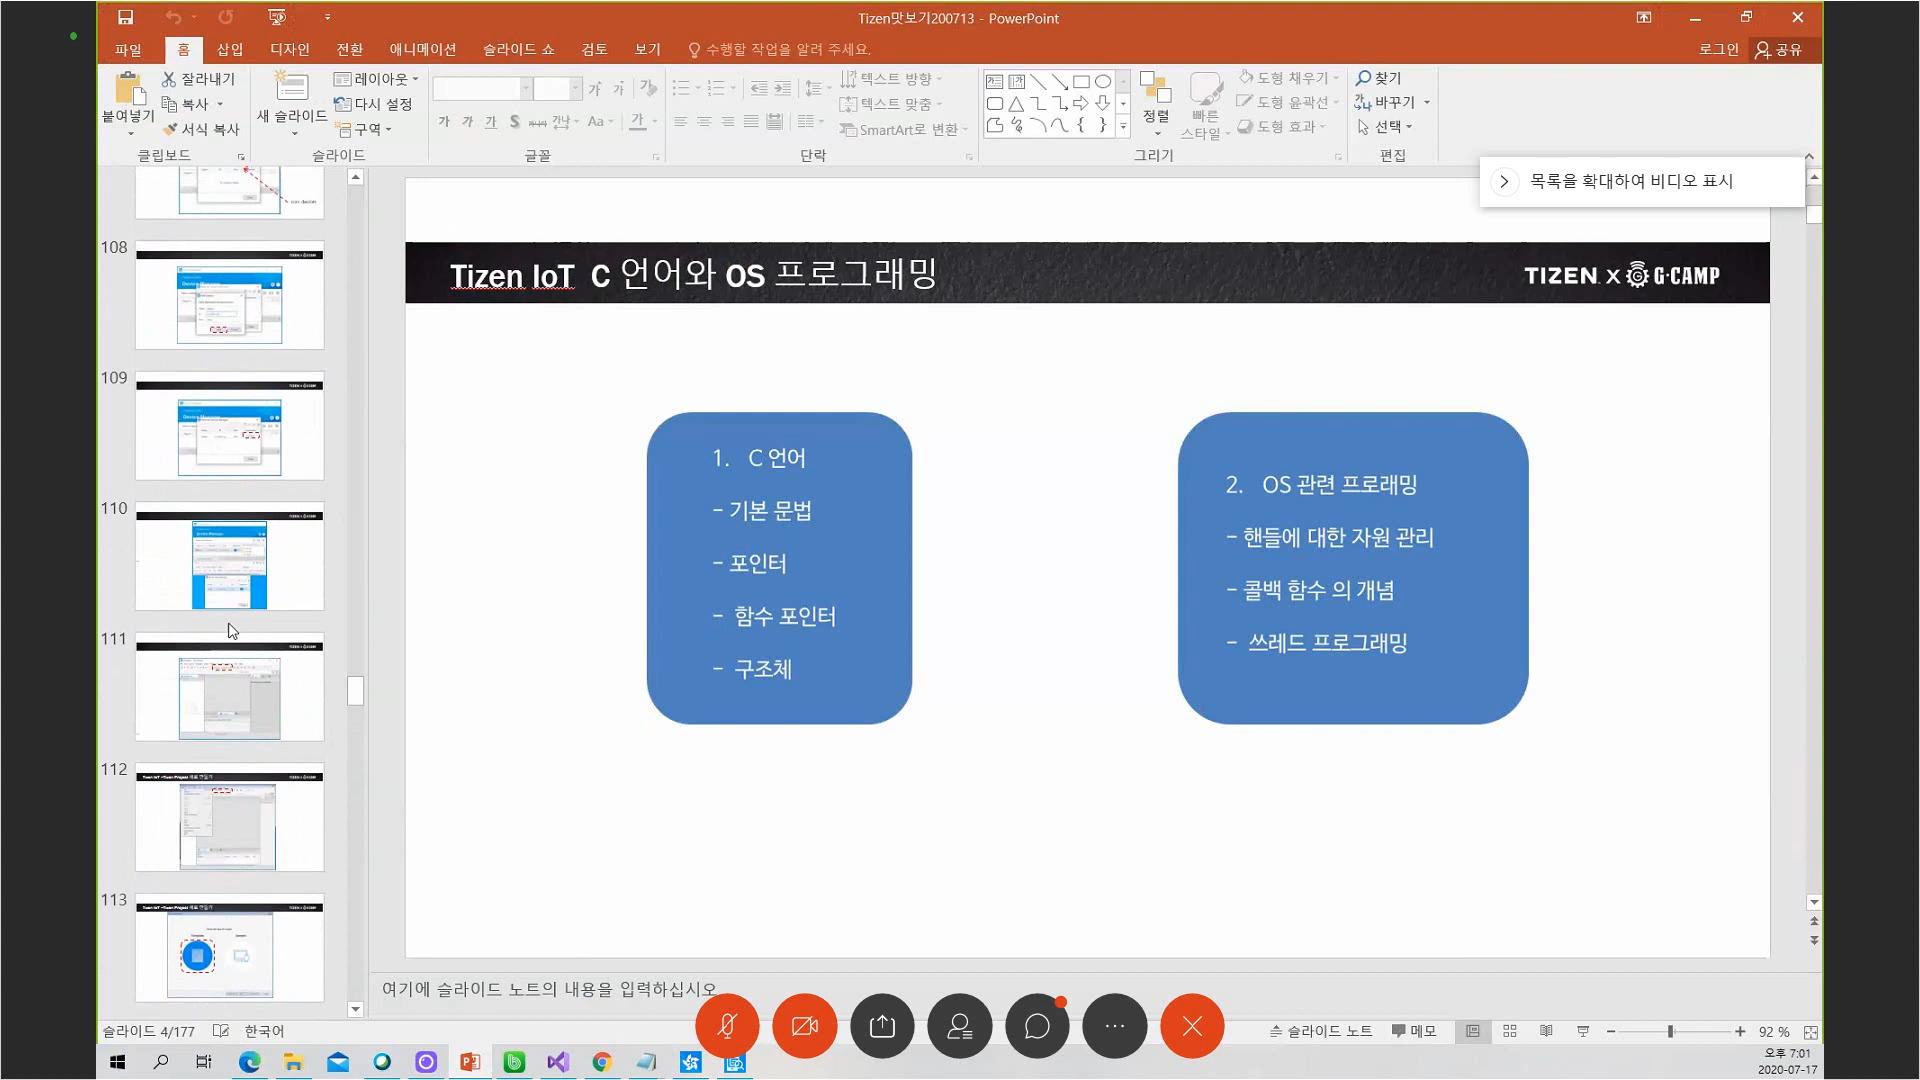 Tizen맛보기200713 - PowerPoint
파일 홈 삽입 디자인 전환 애니메이션 슬라이드 쇼 검토 보기 수행할 작업을 알려 주세요. 로그인 공유
붙여넣기 잘라내기 복사 서식 복사 클립보드
새 슬라이드 레이아웃 다시 설정 구역 슬라이드
가 가 가 S 간 Aa 가 글꼴
텍스트 방향 텍스트 맞춤 SmartArt로 변환 단락
정렬 빠른 스타일 도형 채우기 도형 윤곽선 도형 효과 그리기
찾기 바꾸기 선택 편집
목록을 확대하여 비디오 표시
108
109
110
111
112
113
Tizen IoT C 언어와 OS 프로그래밍
TIZEN X G·CAMP
1. C 언어
- 기본 문법
- 포인터
- 함수 포인터
- 구조체
2. OS 관련 프로래밍
- 핸들에 대한 자원 관리
- 콜백 함수 의 개념
- 쓰레드 프로그래밍
여기에 슬라이드 노트의 내용을 입력하십시오
슬라이드 4/177 한국어 슬라이드 노트 메모 92 %
오후 7:01
2020-07-17